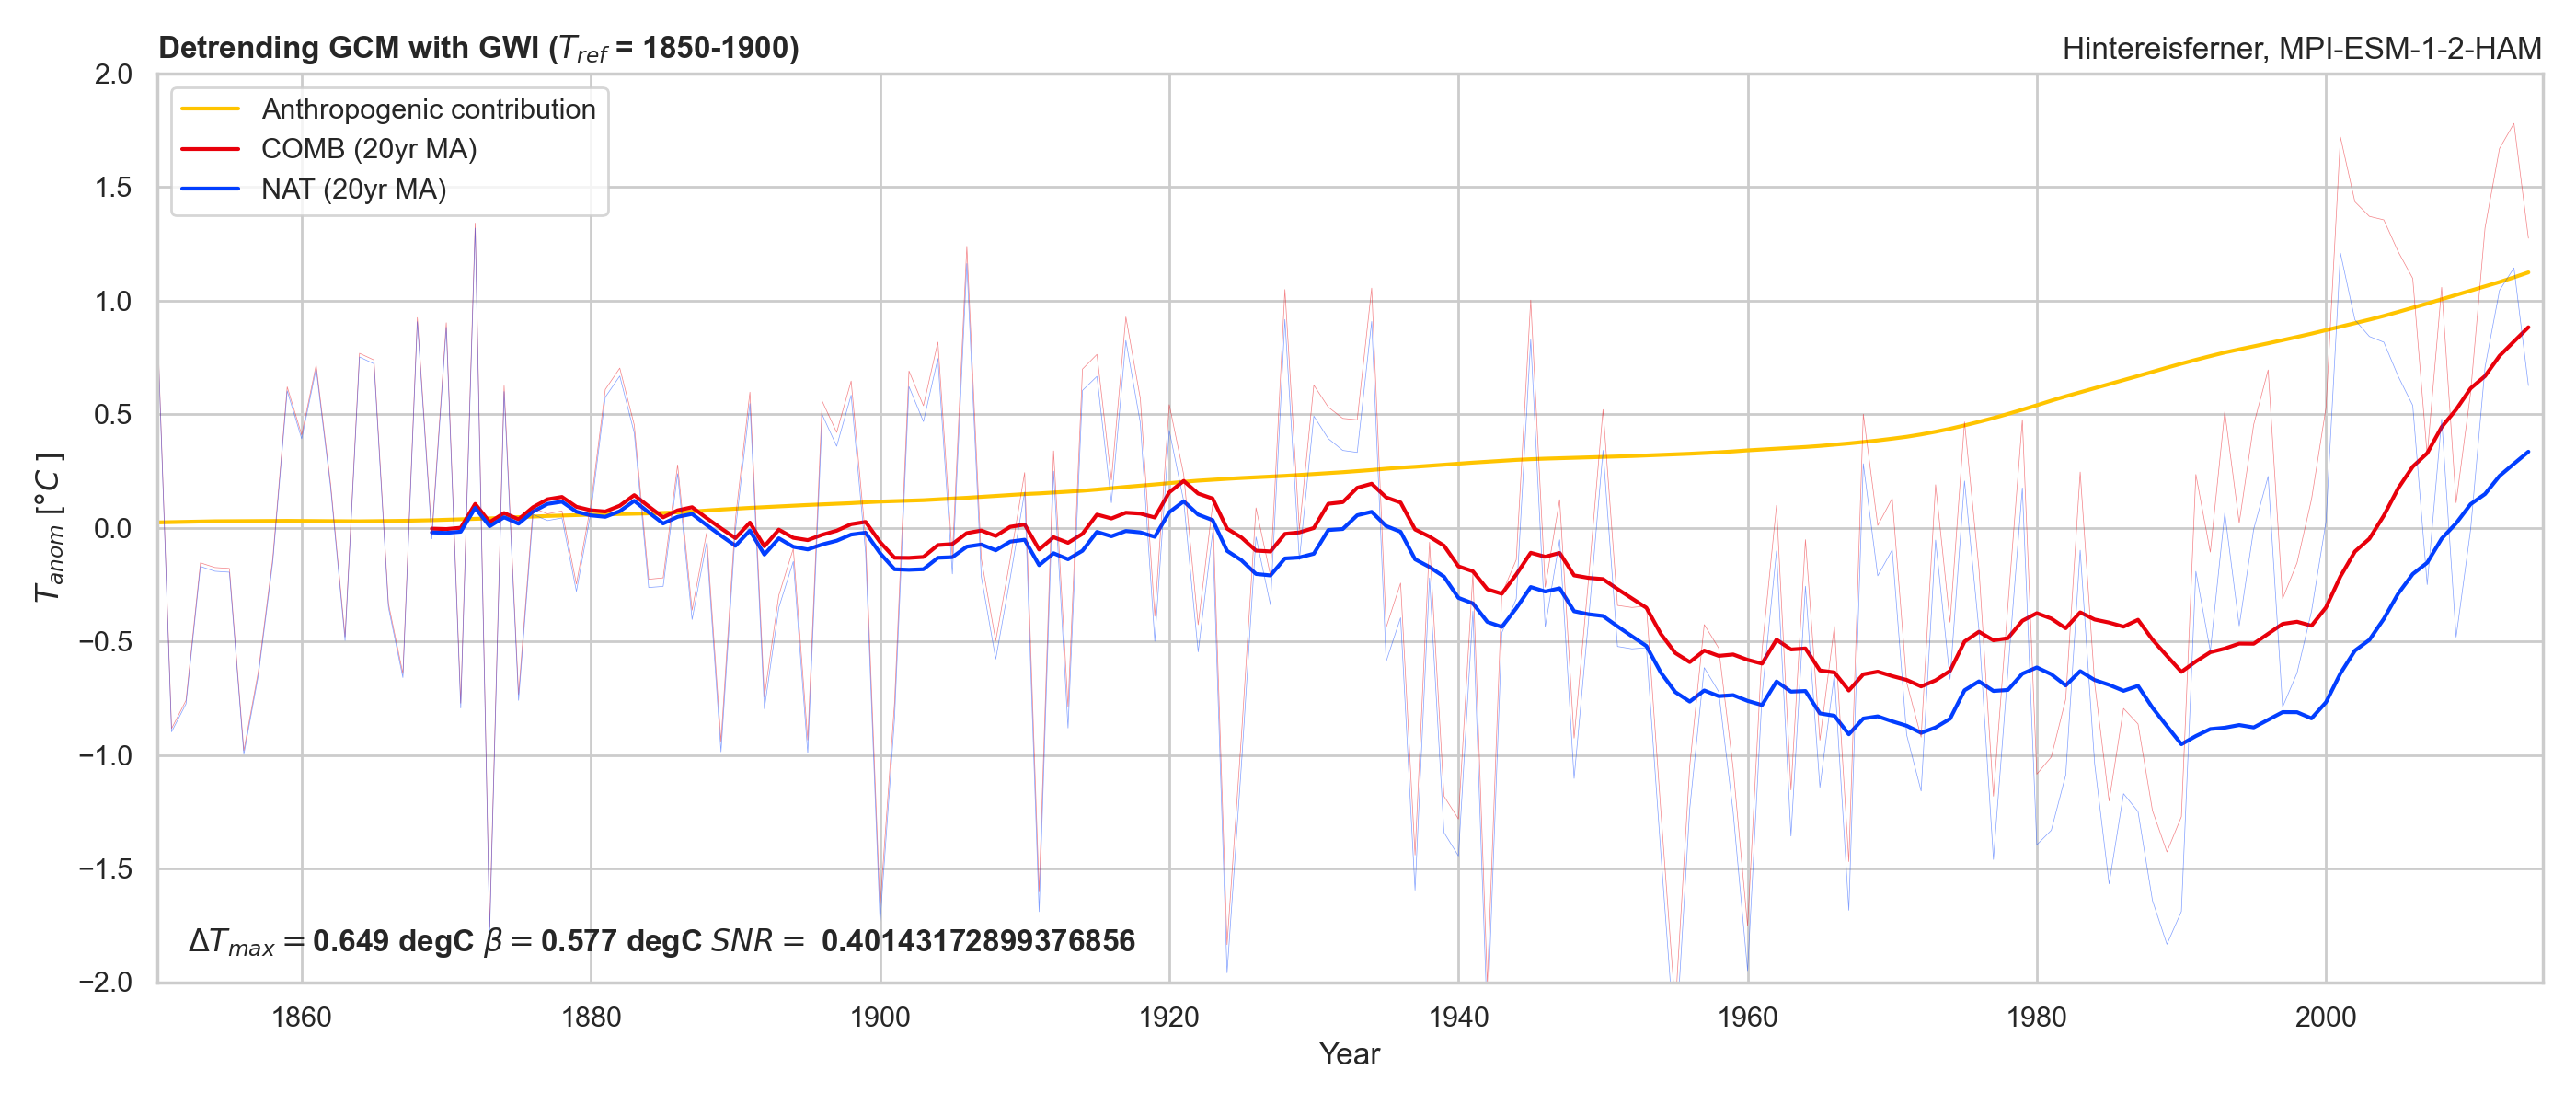 Detrending GCM with GWI (T_ref = 1850-1900)
Hintereisferner, MPI-ESM-1-2-HAM
Anthropogenic contribution
COMB (20yr MA)
NAT (20yr MA)
T_anom [°C ]
2.0
1.5
1.0
0.5
0.0
−0.5
−1.0
−1.5
−2.0
ΔT_max = 0.649 degC β = 0.577 degC SNR = 0.40143172899376856
1860 1880 1900 1920 1940 1960 1980 2000
Year